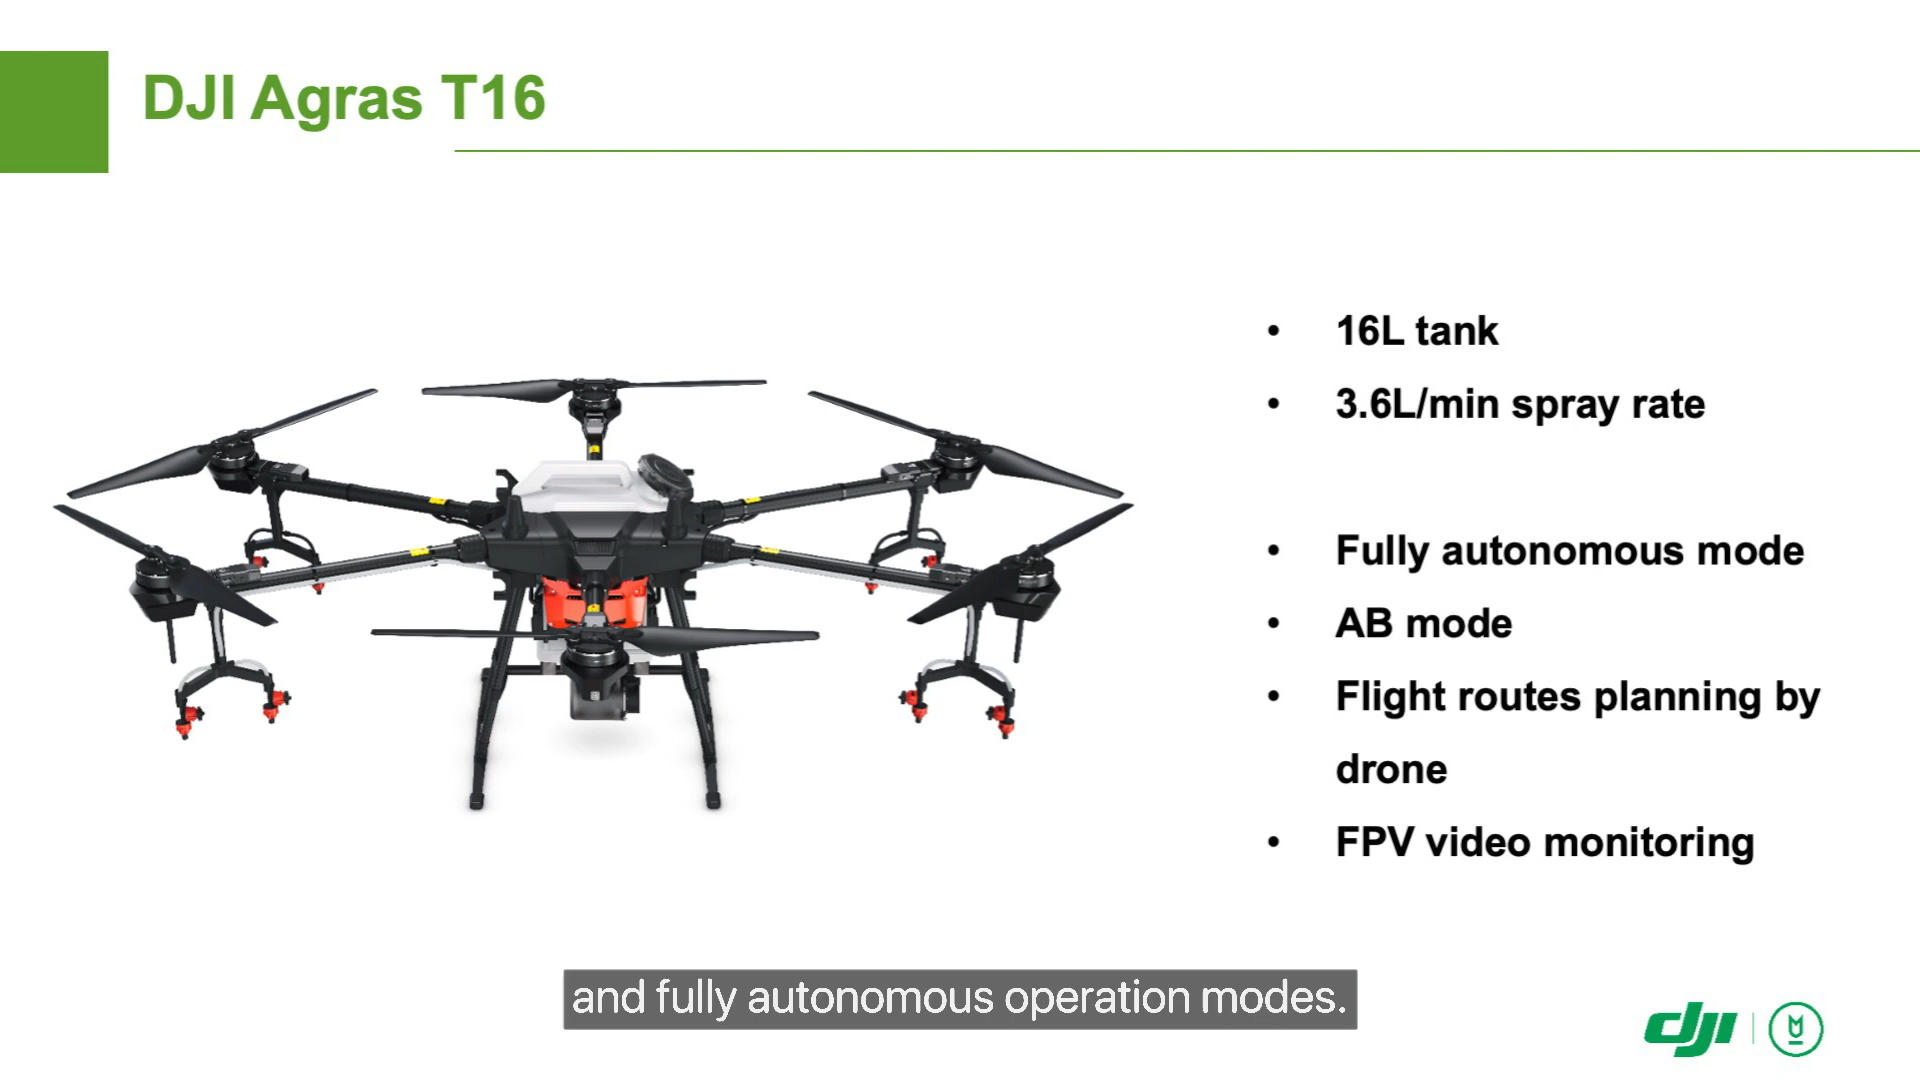 DJI Agras T16
• 16L tank
• 3.6L/min spray rate
• Fully autonomous mode
• AB mode
• Flight routes planning by
drone
• FPV video monitoring
and fully autonomous operation modes.
dji